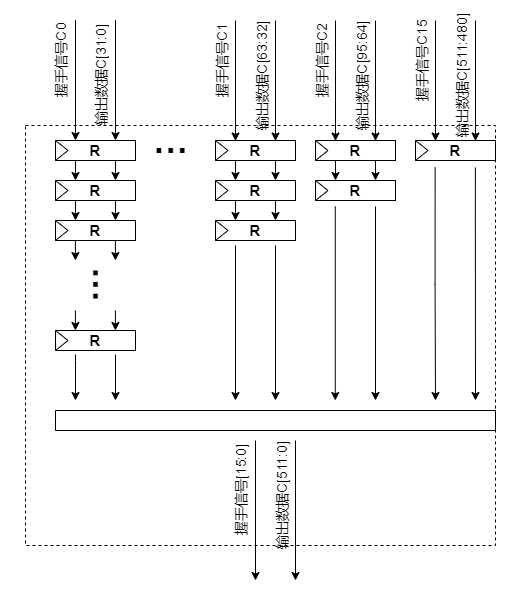 握手信号C0
输出数据C[31:0]
握手信号C1
输出数据C[63:32]
握手信号C2
输出数据C[95:64]
握手信号C15
输出数据C[511:480]
R
R
R
R
R
R
R
R
R
R
握手信号[15:0]
输出数据C[511:0]